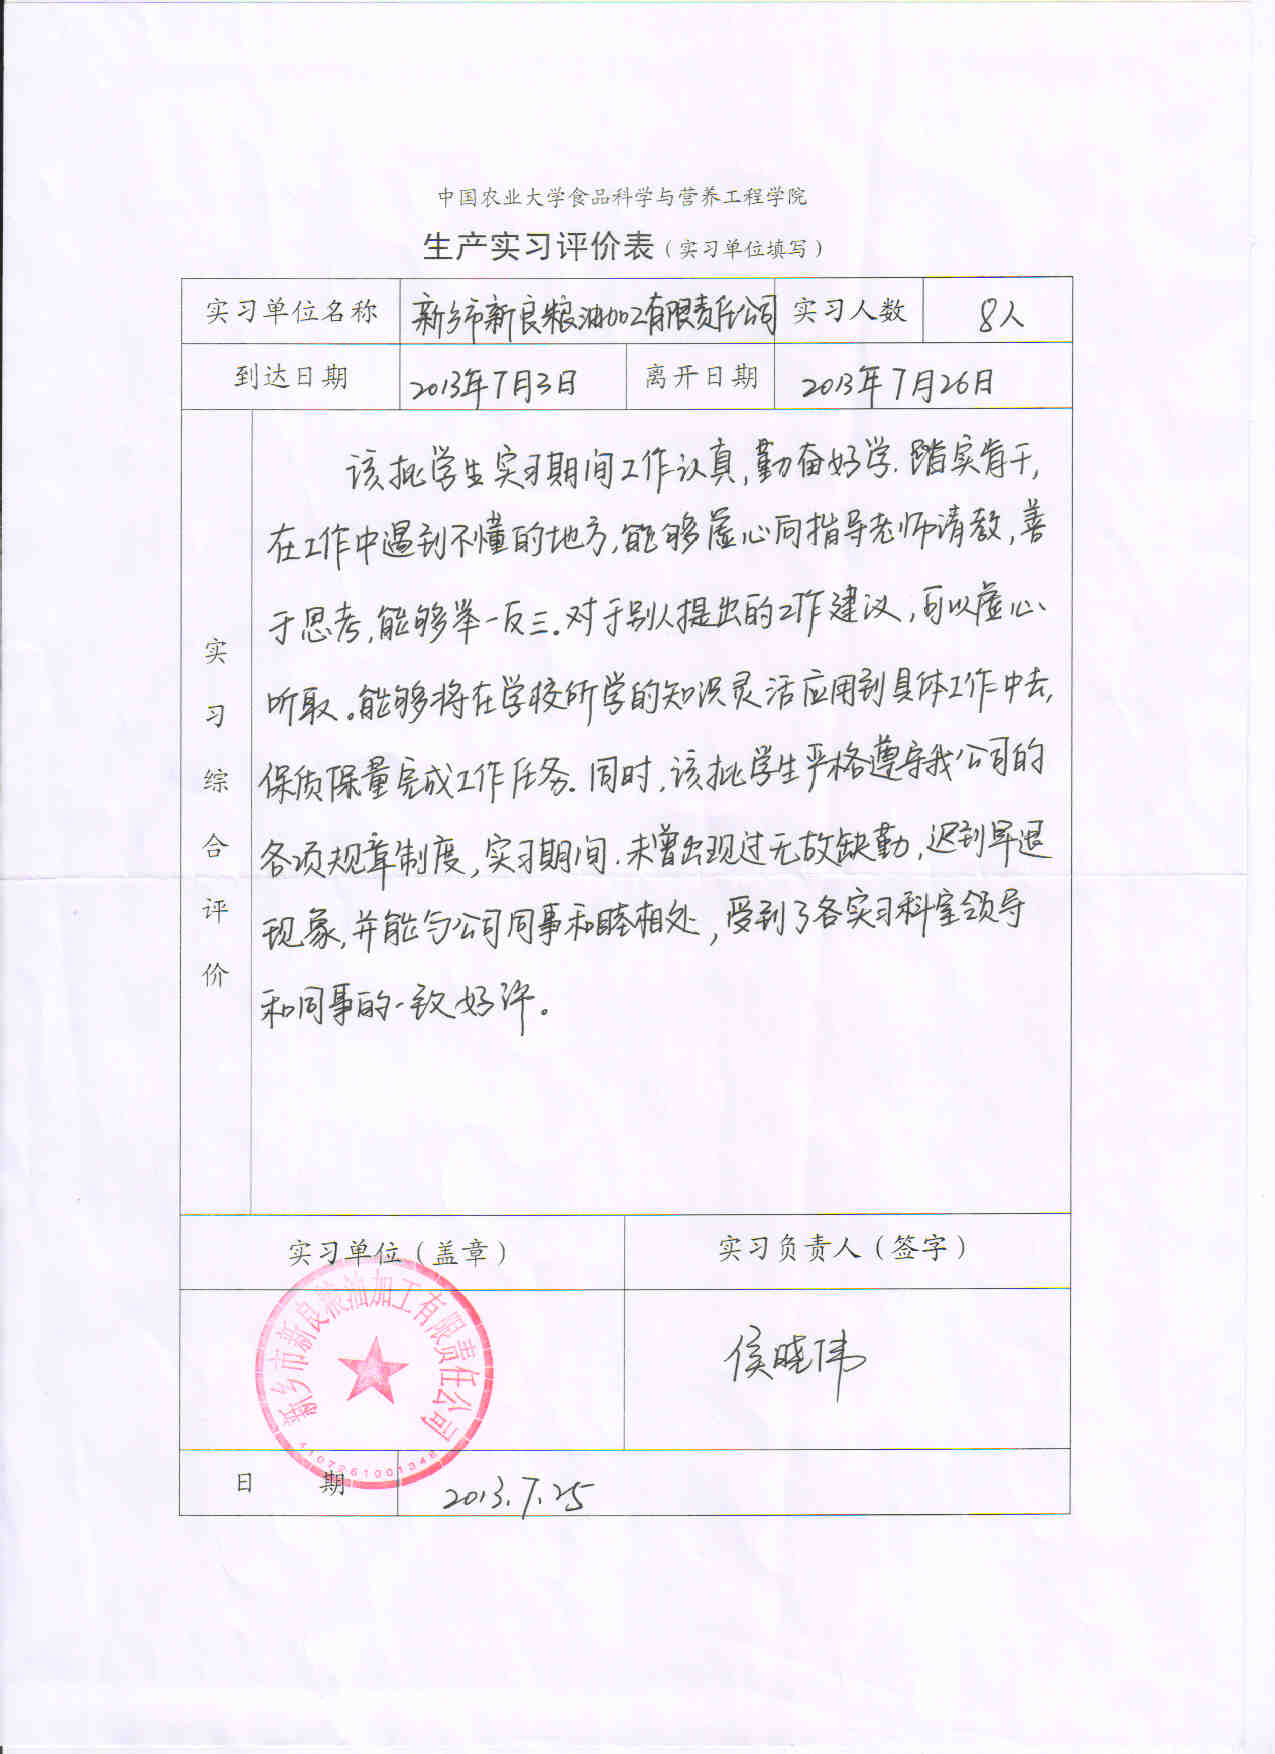 中国农业大学食品科学与营养工程学院
生产实习评价表（实习单位填写）
实习单位名称 新乡市新良粮油加工有限责任公司 实习人数 8人
到达日期 2013年7月3日 离开日期 2013年7月26日
实习综合评价
该批学生实习期间工作认真,勤奋好学.踏实肯干,
在工作中遇到不懂的地方,能够虚心向指导老师请教,善
于思考,能够举一反三。对于别人提出的工作建议,可以虚心
听取。能够将在学校所学的知识灵活应用到具体工作中去,
保质保量完成工作任务.同时,该批学生严格遵守我公司的
各项规章制度,实习期间.未曾出现过无故缺勤,迟到早退
现象,并能与公司同事和睦相处,受到了各实习科室领导
和同事的一致好评。
实习单位（盖章） 实习负责人（签字）
新乡市新良粮油加工有限责任公司
4107261001348
侯晓伟
日 期 2013.7.25